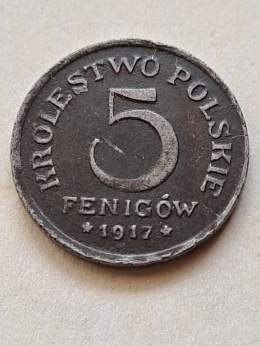 KRÓLESTWO POLSKIE
5
FENIGÓW
*1917*